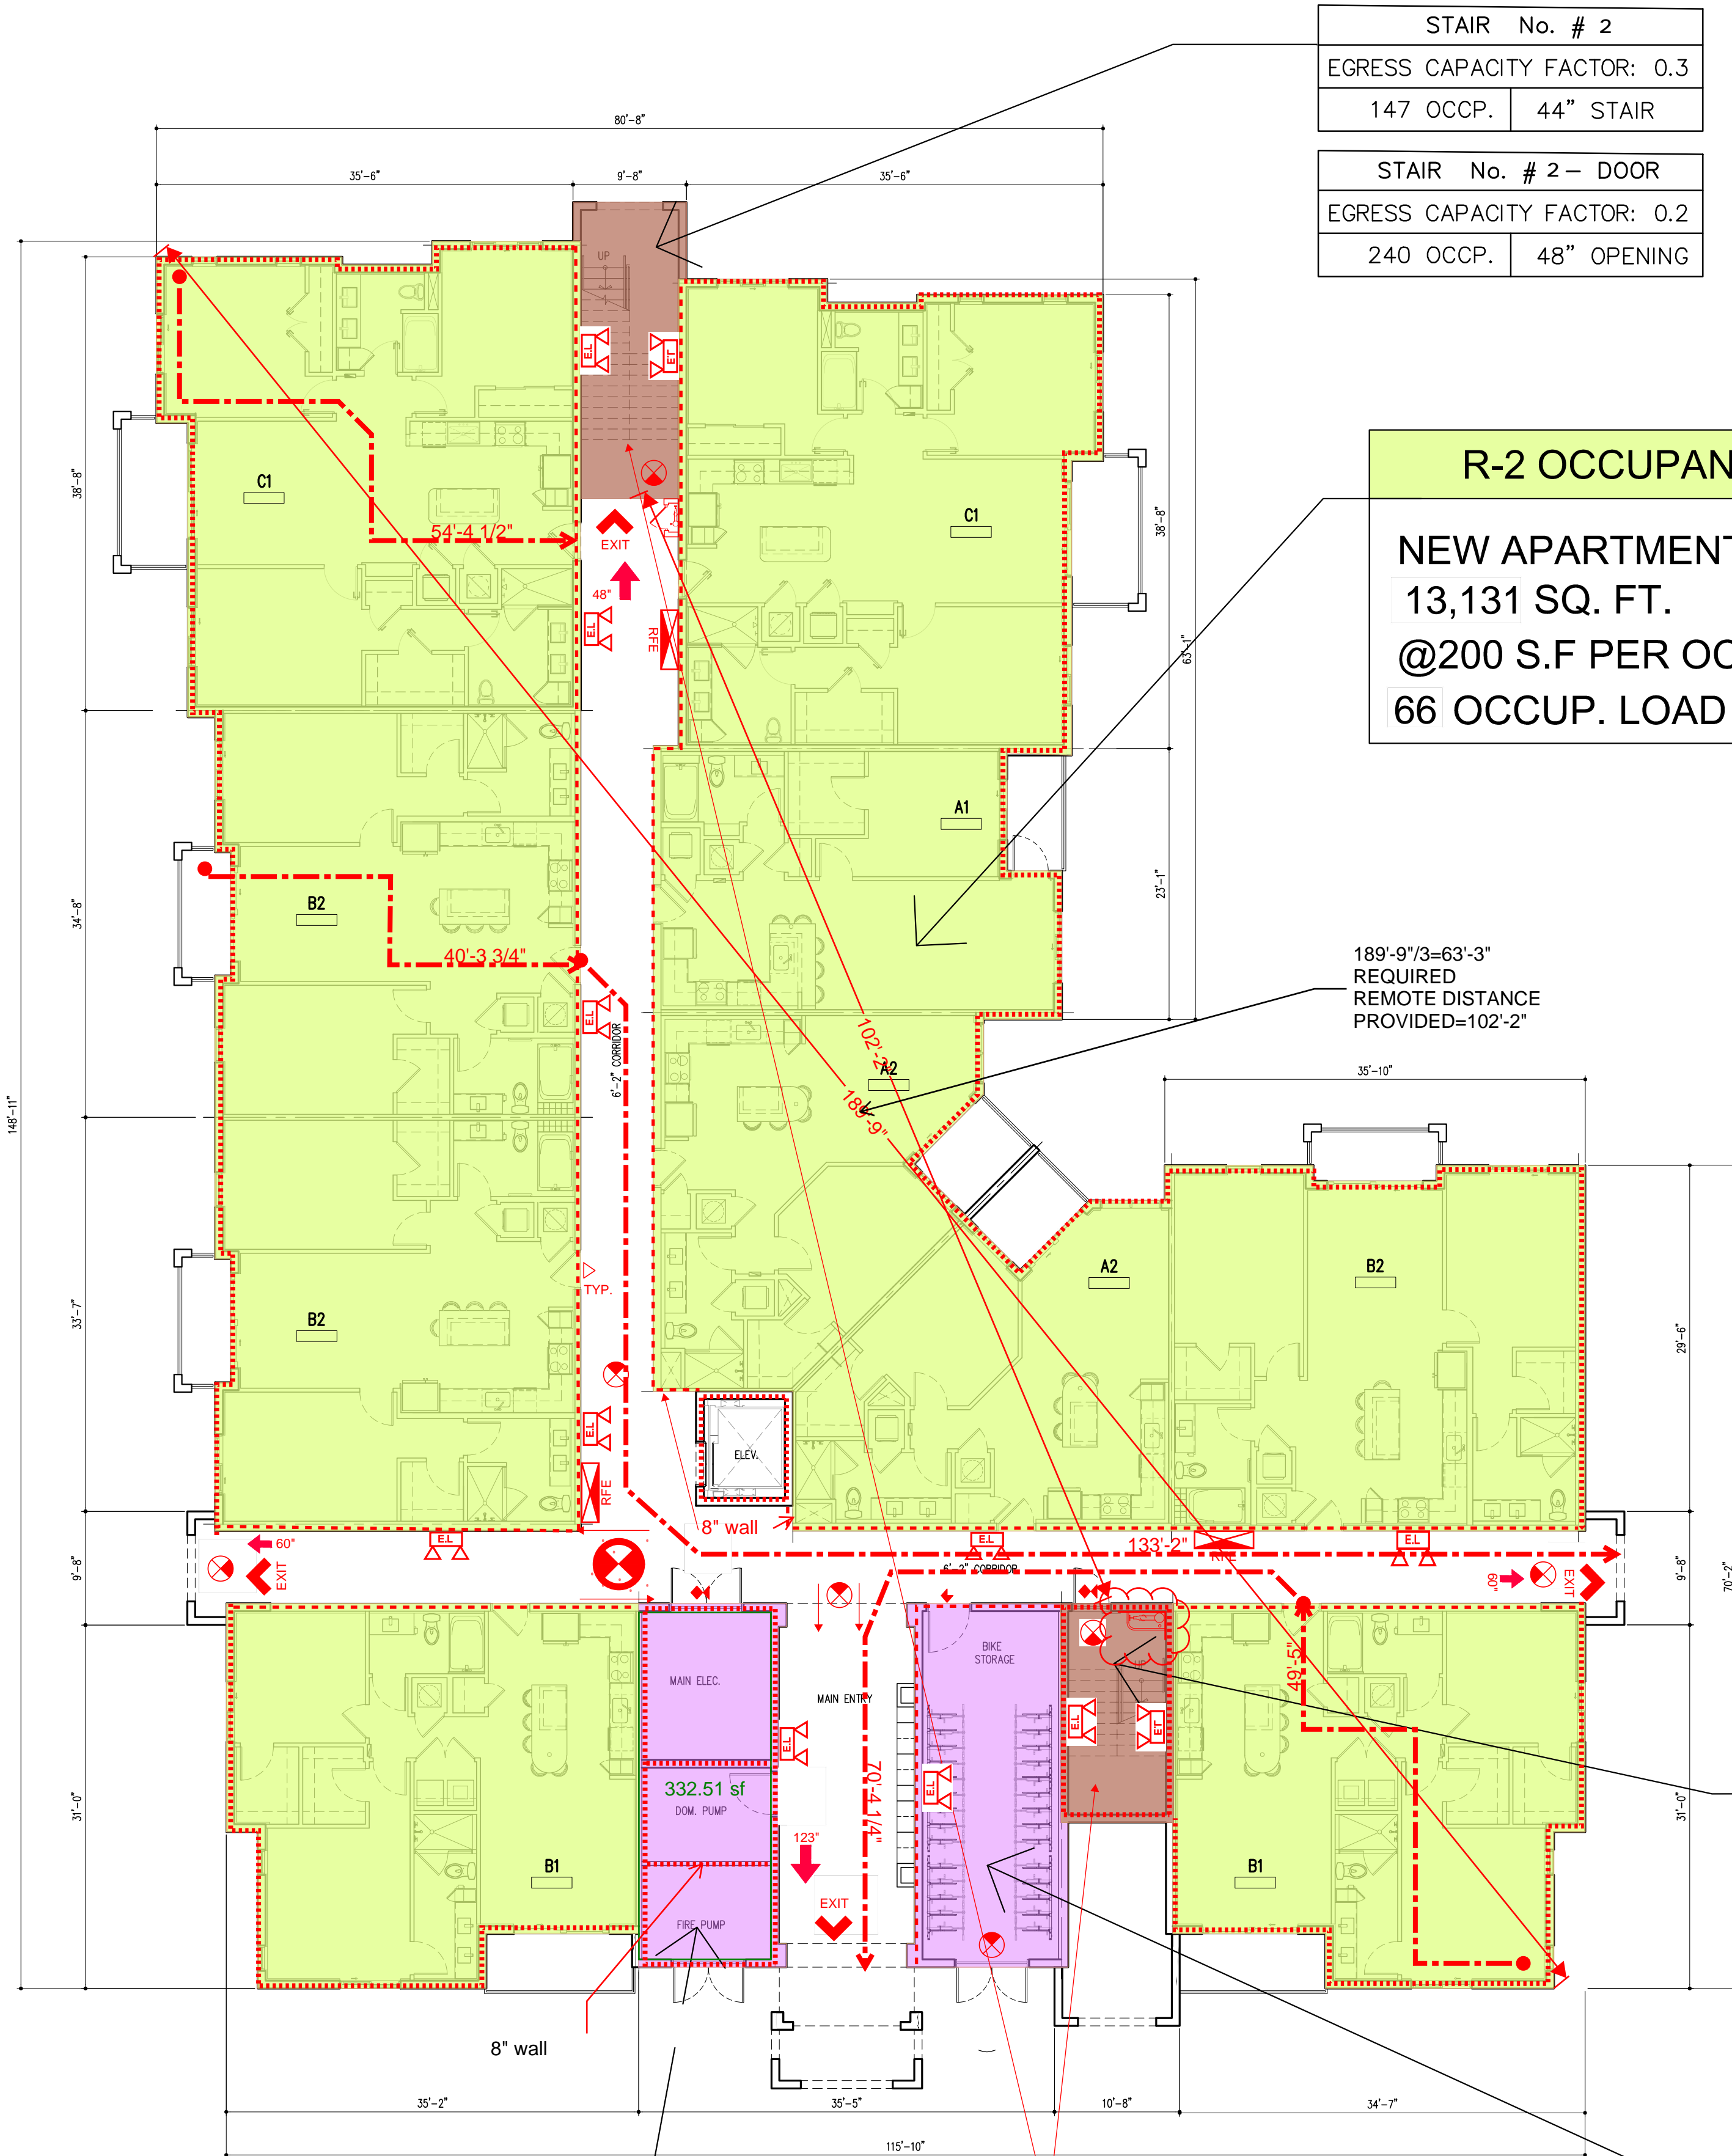 STAIR No. # 2
EGRESS CAPACITY FACTOR: 0.3
147 OCCP. 44” STAIR
STAIR No. # 2 – DOOR
EGRESS CAPACITY FACTOR: 0.2
240 OCCP. 48” OPENING
80'-8"
35'-6" 9'-8" 35'-6"
UP
E.L E.L
R-2 OCCUPAN
NEW APARTMENT
13,131 SQ. FT.
@200 S.F PER OC
66 OCCUP. LOAD
38'-8"
C1
C1
54'-4 1/2"
EXIT
48"
E.L
RFE
38'-8"
63'-1"
A1
34'-8"
B2
40'-3 3/4"
23'-1"
E.L
6'-2" CORRIDOR
189'-9"/3=63'-3"
REQUIRED
REMOTE DISTANCE
PROVIDED=102'-2"
102'-2"
A2
189'-9"
148'-11"
35'-10"
TYP.
A2
B2
B2
33'-7"
29'-6"
E.L
RFE
ELEV.
8" wall
60"
EXIT
E.L
E.L
133'-2"
RFE
E.L
6'-2" CORRIDOR
60"
EXIT
9'-8"
9'-8"
70'-2"
MAIN ELEC.
MAIN ENTRY
BIKE
STORAGE
UP
49'-5"
E.L
E.L
E.L
E.L
332.51 sf
DOM. PUMP
70'-4 1/4"
31'-0"
31'-0"
123"
EXIT
B1
B1
FIRE PUMP
8" wall
35'-2" 35'-5" 10'-8" 34'-7"
115'-10"